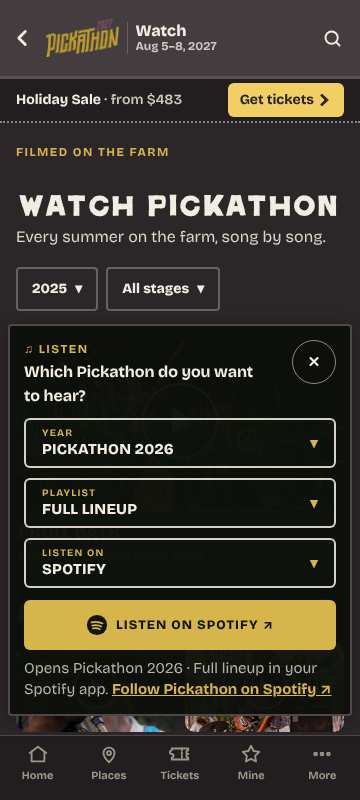 PICKATHON
2027
Watch
Aug 5–8, 2027
Holiday Sale · from $483
Get tickets
FILMED ON THE FARM
WATCH PICKATHON
Every summer on the farm, song by song.
2025 ▾
All stages ▾
♫ LISTEN
Which Pickathon do you want
to hear?
YEAR
PICKATHON 2026
PLAYLIST
FULL LINEUP
LISTEN ON
SPOTIFY
LISTEN ON SPOTIFY ↗
Opens Pickathon 2026 · Full lineup in your
Spotify app. Follow Pickathon on Spotify ↗
Home
Places
Tickets
Mine
More